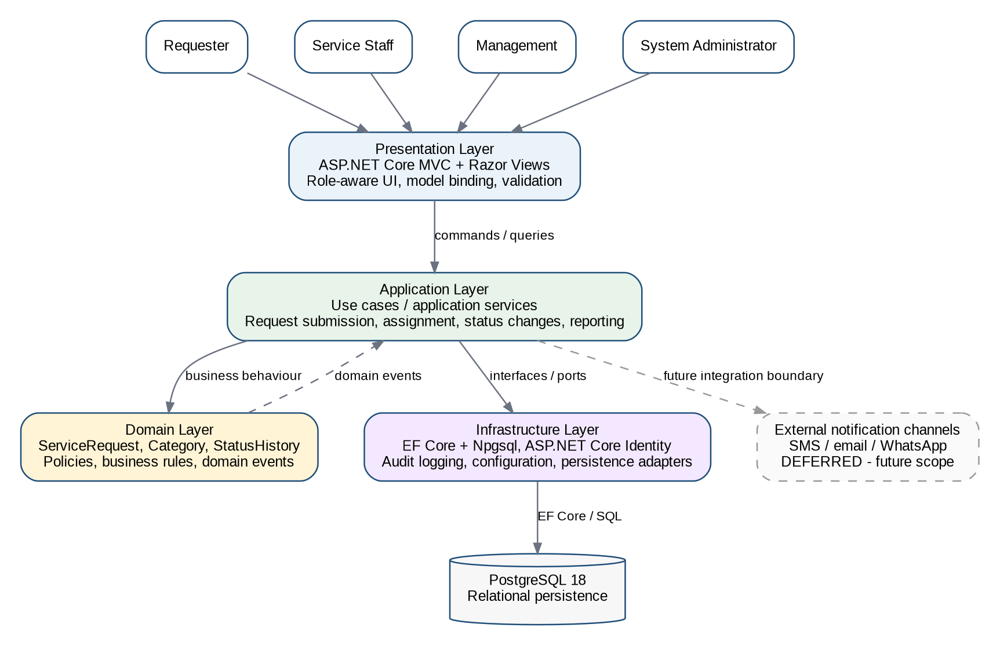 Requester
Service Staff
Management
System Administrator
Presentation Layer
ASP.NET Core MVC + Razor Views
Role-aware UI, model binding, validation
commands / queries
Application Layer
Use cases / application services
Request submission, assignment, status changes, reporting
business behaviour
domain events
interfaces / ports
future integration boundary
Domain Layer
ServiceRequest, Category, StatusHistory
Policies, business rules, domain events
Infrastructure Layer
EF Core + Npgsql, ASP.NET Core Identity
Audit logging, configuration, persistence adapters
External notification channels
SMS / email / WhatsApp
DEFERRED - future scope
EF Core / SQL
PostgreSQL 18
Relational persistence